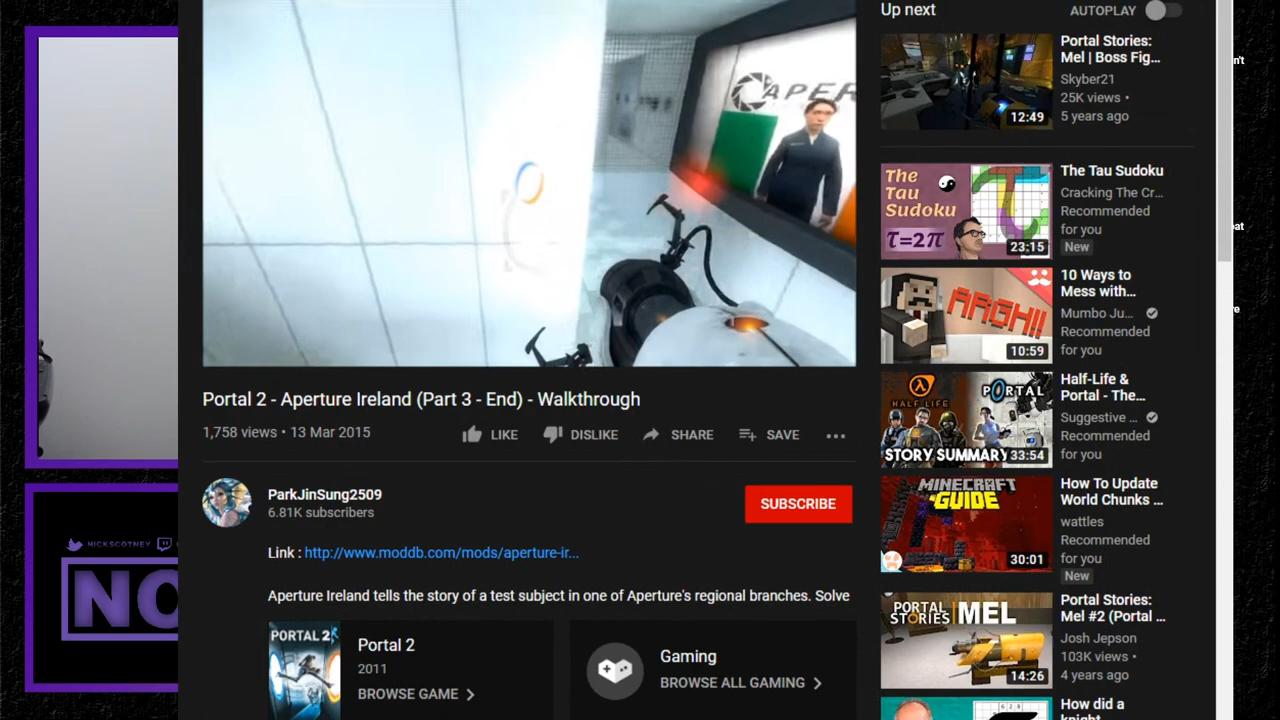 APER
Portal 2 - Aperture Ireland (Part 3 - End) - Walkthrough
1,758 views • 13 Mar 2015
LIKE
DISLIKE
SHARE
SAVE
ParkJinSung2509
6.81K subscribers
SUBSCRIBE
Link : http://www.moddb.com/mods/aperture-ir...
Aperture Ireland tells the story of a test subject in one of Aperture's regional branches. Solve
PORTAL 2
Portal 2
2011
BROWSE GAME
Gaming
BROWSE ALL GAMING
Up next
AUTOPLAY
12:49
Portal Stories:
Mel | Boss Fig...
Skyber21
25K views •
5 years ago
The
Tau
Sudoku
τ=2π
23:15
The Tau Sudoku
Cracking The Cr...
Recommended
for you
New
ARGH!!
10:59
10 Ways to
Mess with...
Mumbo Ju...
Recommended
for you
HALF LIFE
PORTAL
STORY SUMMARY
33:54
Half-Life &
Portal - The...
Suggestive ...
Recommended
for you
MINECRAFT
GUIDE
30:01
How To Update
World Chunks ...
wattles
Recommended
for you
New
PORTAL
STORIES
MEL
14:26
Portal Stories:
Mel #2 (Portal ...
Josh Jepson
103K views •
4 years ago
How did a
knight
MICKSCOTNEY
NO
n't
eat
re